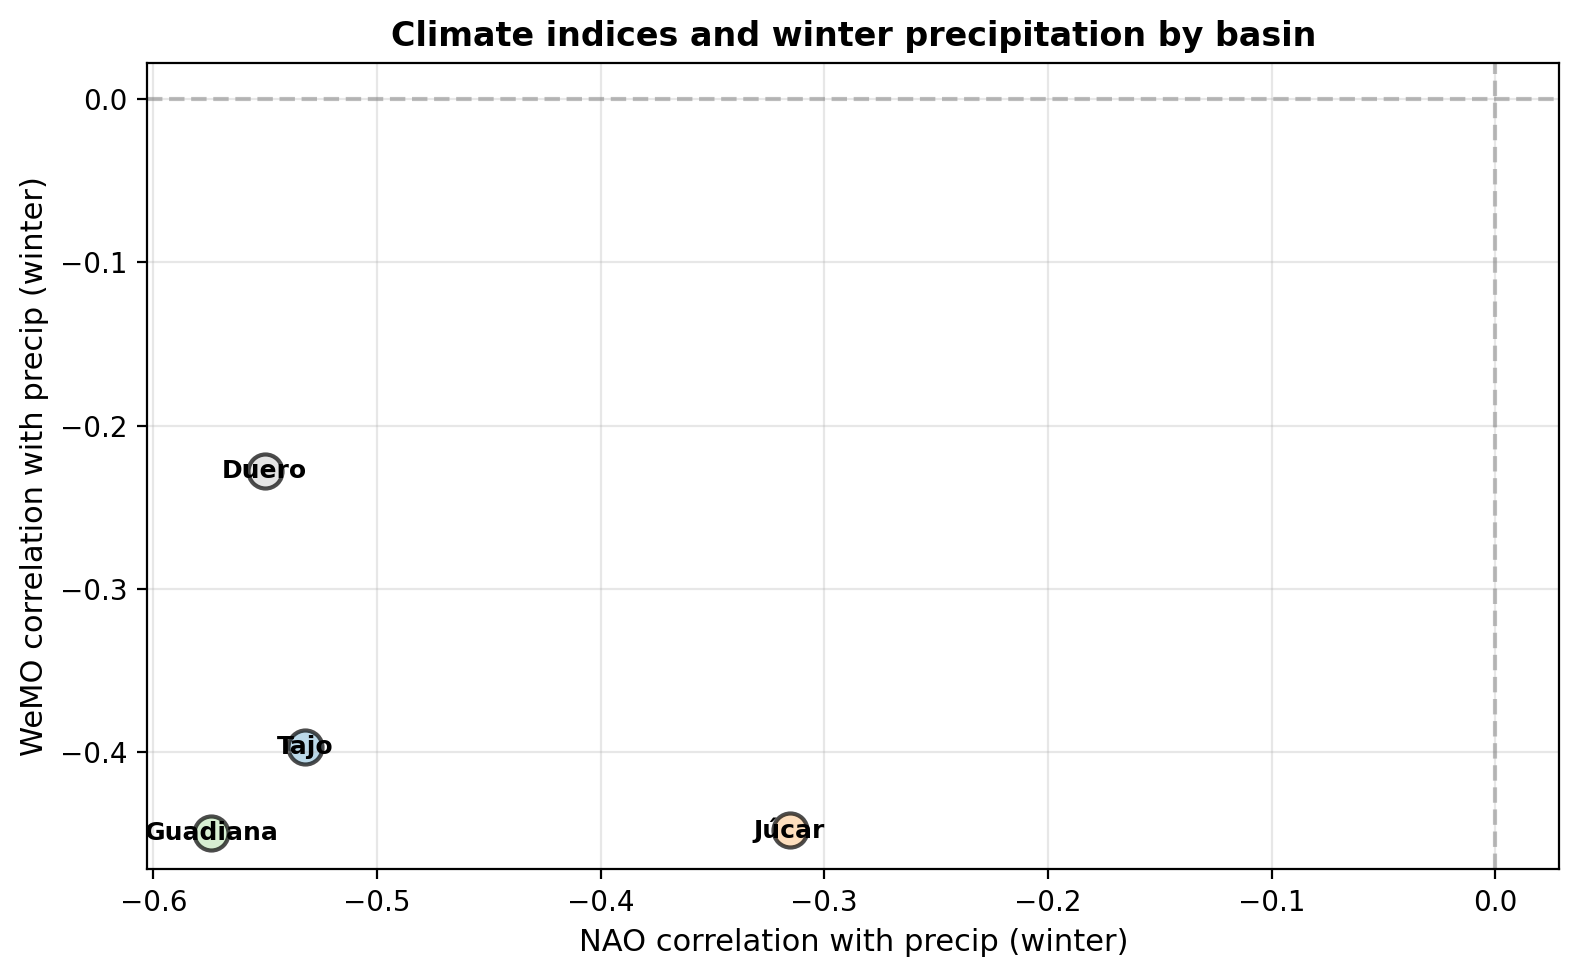 Climate indices and winter precipitation by basin
WeMO correlation with precip (winter)
0.0
−0.1
−0.2
−0.3
−0.4
Duero
Tajo
Guadiana
Júcar
−0.6
−0.5
−0.4
−0.3
−0.2
−0.1
0.0
NAO correlation with precip (winter)